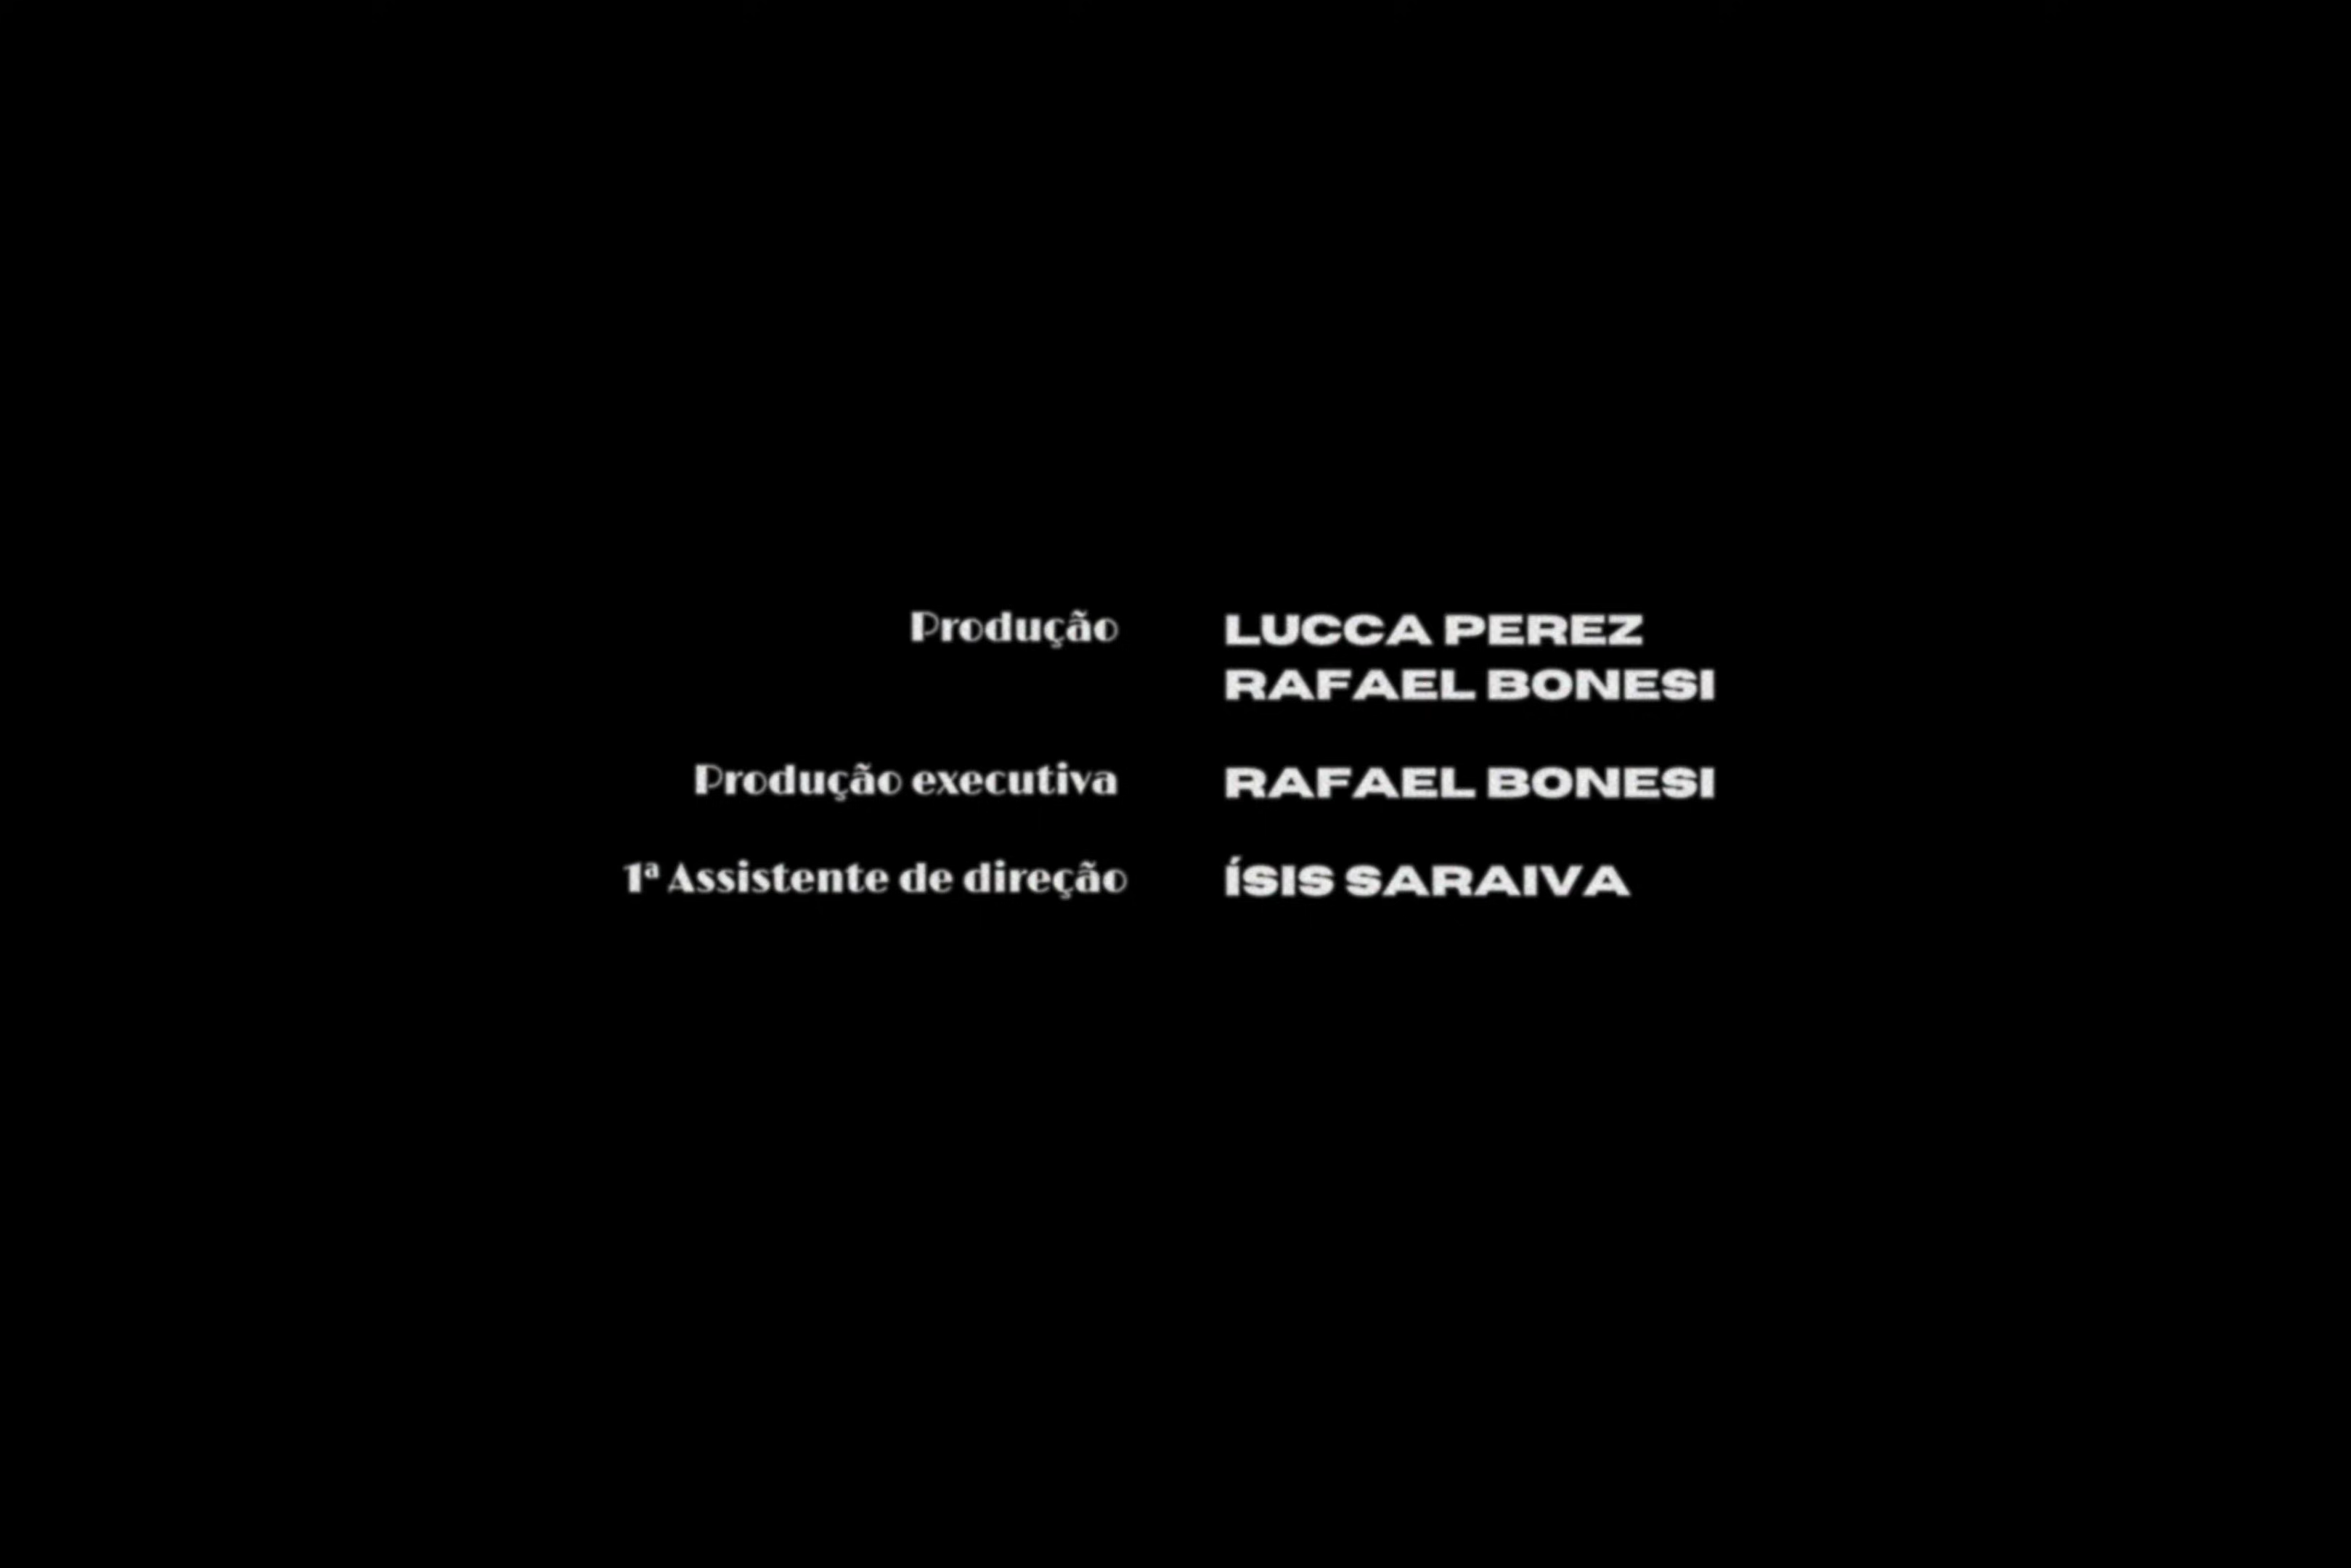 Produção LUCCA PEREZ
RAFAEL BONESI
Produção executiva RAFAEL BONESI
1ª Assistente de direção ÍSIS SARAIVA